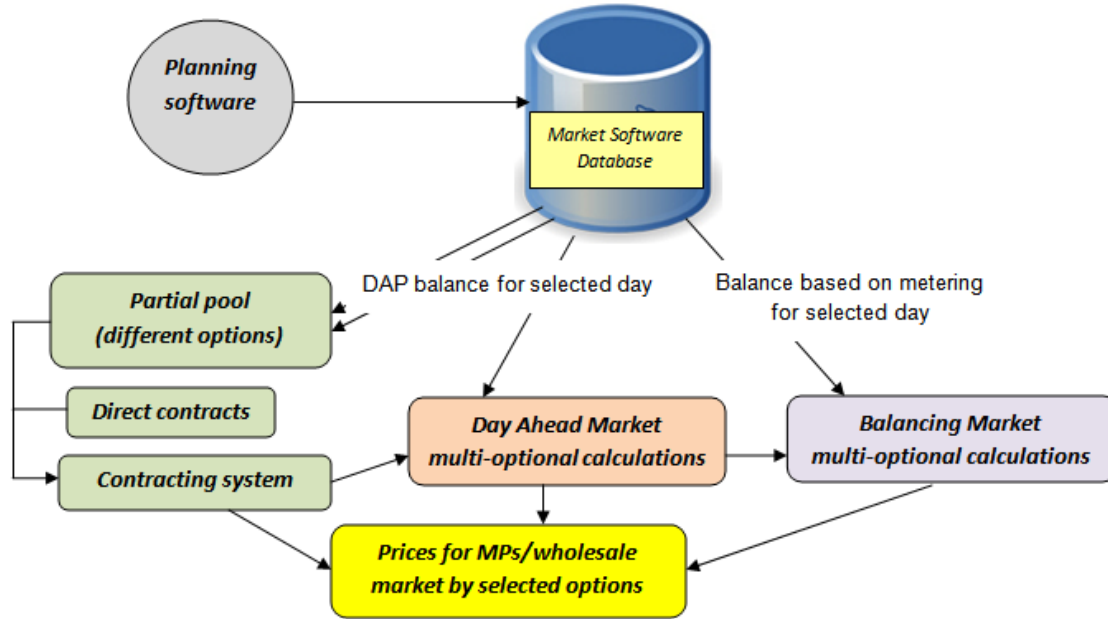 Planning
software
Market Software
Database
DAP balance for selected day
Balance based on metering
for selected day
Partial pool
(different options)
Direct contracts
Contracting system
Day Ahead Market
multi-optional calculations
Balancing Market
multi-optional calculations
Prices for MPs/wholesale
market by selected options